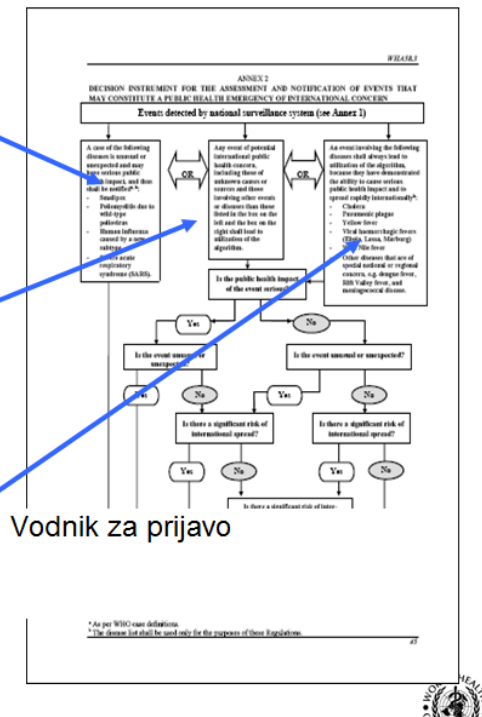 WHA58.3
ANNEX 2
DECISION INSTRUMENT FOR THE ASSESSMENT AND NOTIFICATION OF EVENTS THAT
MAY CONSTITUTE A PUBLIC HEALTH EMERGENCY OF INTERNATIONAL CONCERN
Events detected by national surveillance system (see Annex 1)
A case of the following
diseases is unusual or
unexpected and may
have serious public
impact, and thus
shall be notified a, b:
- Smallpox
- Poliomyelitis due to
wild-type
poliovirus
- Human influenza
caused by a new
subtype
acute
respiratory
syndrome (SARS).
OR
Any event of potential
international public
health concern,
including those of
unknown causes or
sources and those
involving other events
or diseases than those
listed in the box on the
left and the box on the
right shall lead to
utilization of the
algorithm.
OR
An event involving the following
diseases shall always lead to
utilization of the algorithm,
because they have demonstrated
the ability to cause serious
public health impact and to
spread rapidly internationally b:
- Cholera
- Pneumonic plague
- Yellow fever
- Viral haemorrhagic fevers
(Ebola, Lassa, Marburg)
Nile fever
- Other diseases that are of
special national or regional
concern, e.g. dengue fever,
Rift Valley fever, and
meningococcal disease.
Is the public health impact
of the event serious?
Yes
No
Is the event unusual or
unexpected?
Is the event unusual or unexpected?
Yes
No
Yes
No
Is there a significant risk of
international spread?
Is there a significant risk of
international spread?
Yes
No
Yes
No
Is there a significant risk of inter-
Vodnik za prijavo
a As per WHO case definitions.
b The disease list shall be used only for the purposes of these Regulations.
45